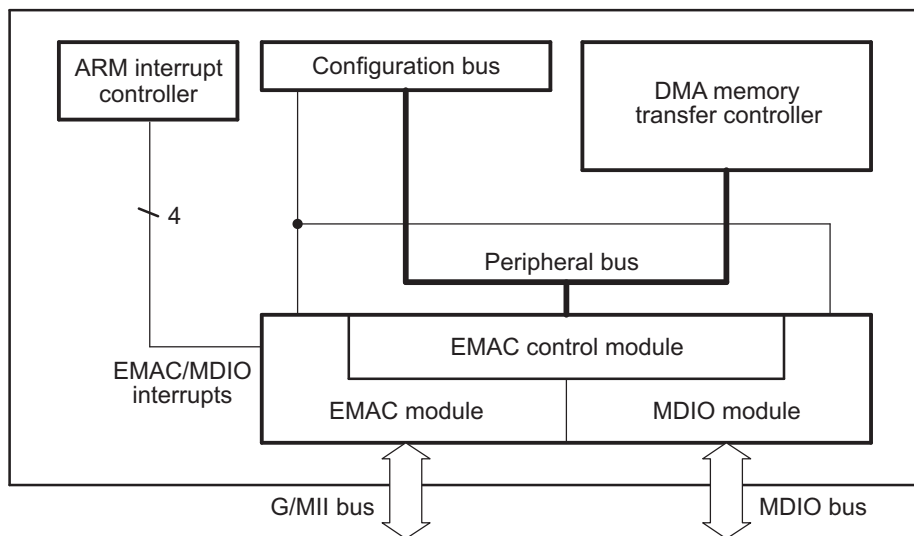 ARM interrupt
controller
Configuration bus
DMA memory
transfer controller
4
Peripheral bus
EMAC control module
EMAC/MDIO
interrupts
EMAC module
MDIO module
G/MII bus
MDIO bus